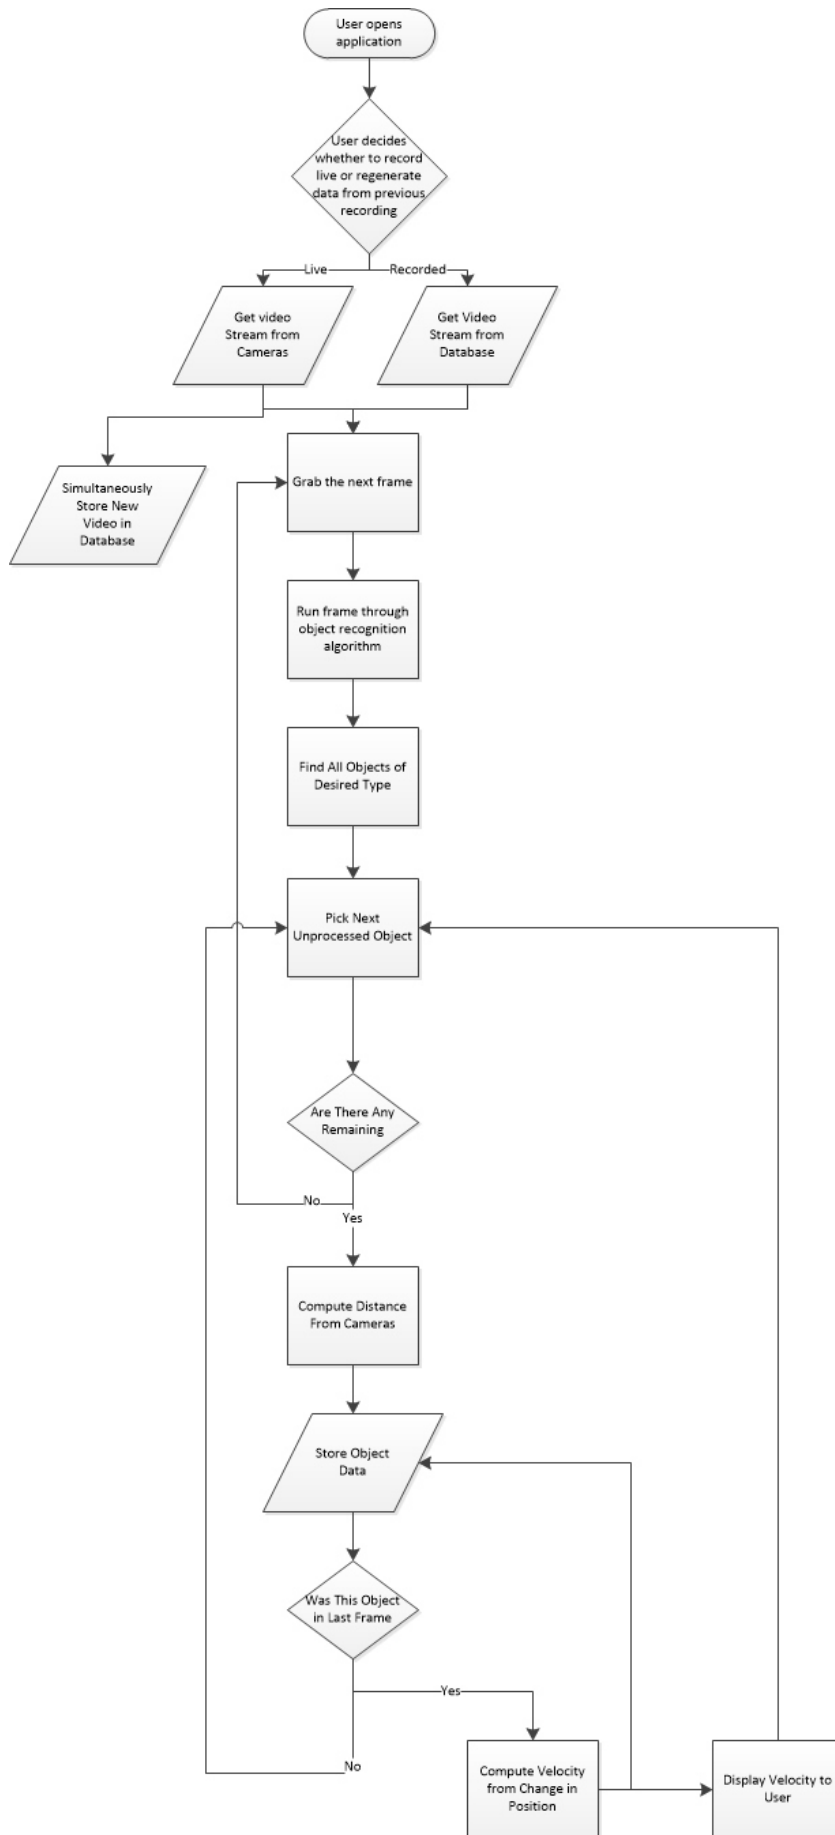 User opens
application
User decides
whether to record
live or regenerate
data from previous
recording
Live
Recorded
Get video
Stream from
Cameras
Get Video
Stream from
Database
Simultaneously
Store New
Video in
Database
Grab the next frame
Run frame through
object recognition
algorithm
Find All Objects of
Desired Type
Pick Next
Unprocessed Object
Are There Any
Remaining
No
Yes
Compute Distance
From Cameras
Store Object
Data
Was This Object
in Last Frame
Yes
No
Compute Velocity
from Change in
Position
Display Velocity to
User